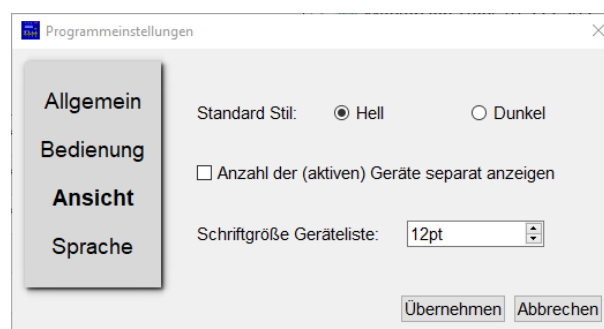 Programmeinstellungen
Allgemein
Bedienung
Ansicht
Sprache
Standard Stil: Hell Dunkel
Anzahl der (aktiven) Geräte separat anzeigen
Schriftgröße Geräteliste: 12pt
Übernehmen Abbrechen